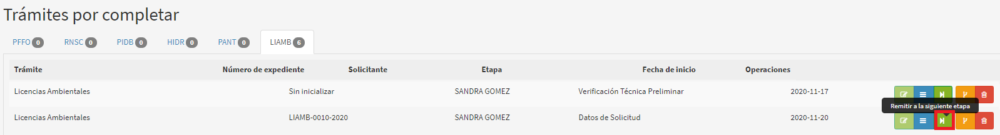 Trámites por completar
PFFO 0 RNSC 0 PIDB 0 HIDR 0 PANT 0 LIAMB 6
Trámite Número de expediente Solicitante Etapa Fecha de inicio Operaciones
Licencias Ambientales Sin inicializar SANDRA GOMEZ Verificación Técnica Preliminar 2020-11-17
Remitir a la siguiente etapa
Licencias Ambientales LIAMB-0010-2020 SANDRA GOMEZ Datos de Solicitud 2020-11-20